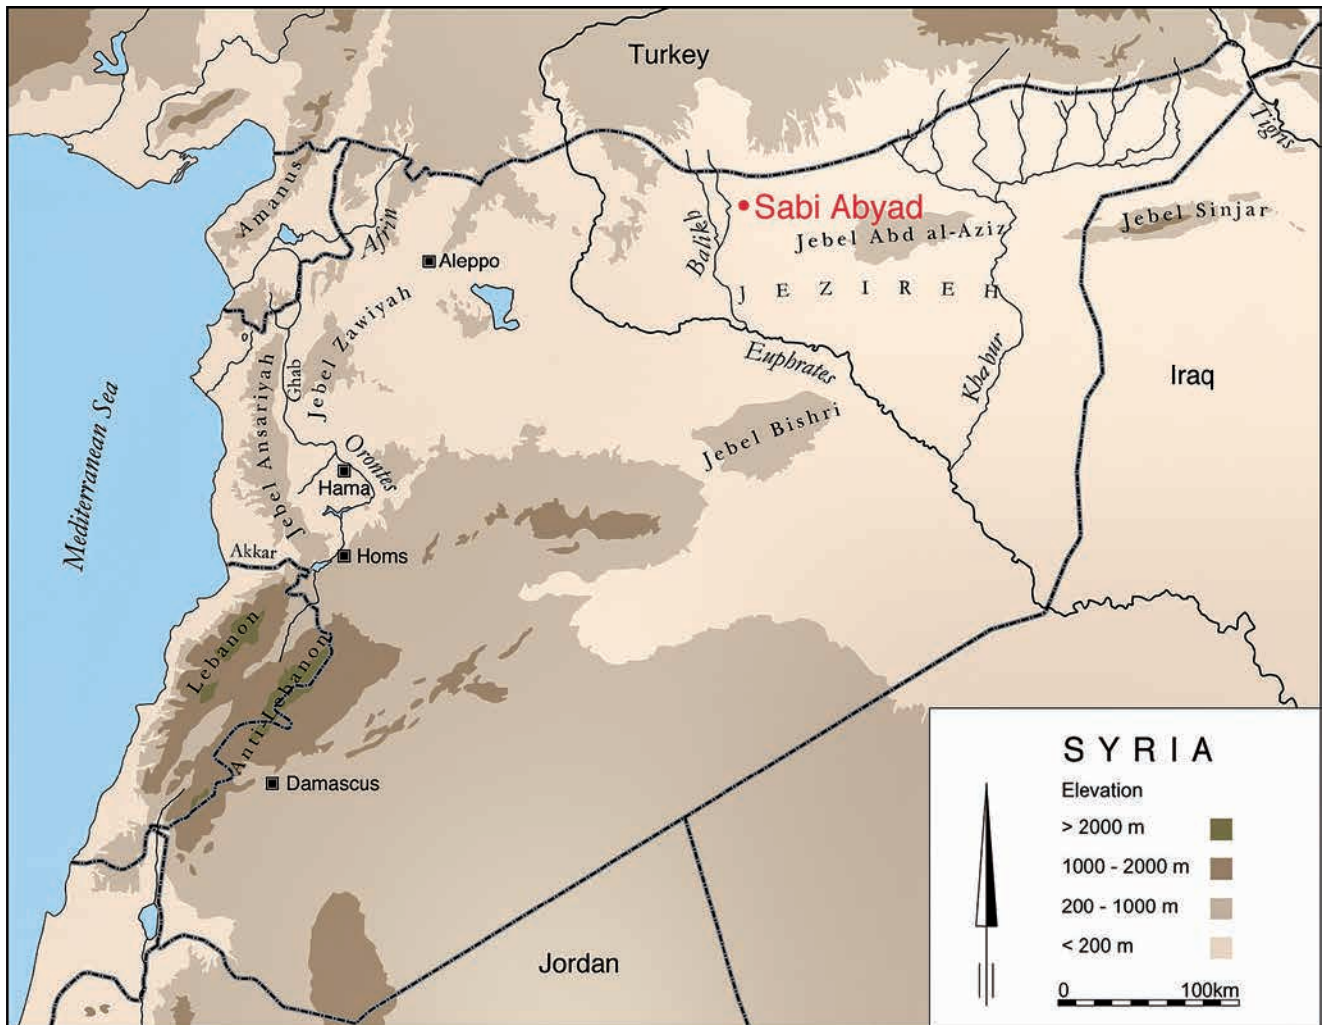 Turkey
Tigris
Amanus
Afrin
Balikh
Sabi Abyad
Jebel Abd al-Aziz
Jebel Sinjar
Aleppo
JEZIREH
Jebel Zawiyah
Ghab
Jebel Ansariyah
Euphrates
Khabur
Iraq
Mediterranean Sea
Jebel Bishri
Orontes
Hama
Akkar
Homs
Lebanon
Anti-Lebanon
Damascus
Jordan
SYRIA
Elevation
> 2000 m
1000 - 2000 m
200 - 1000 m
< 200 m
0 100km